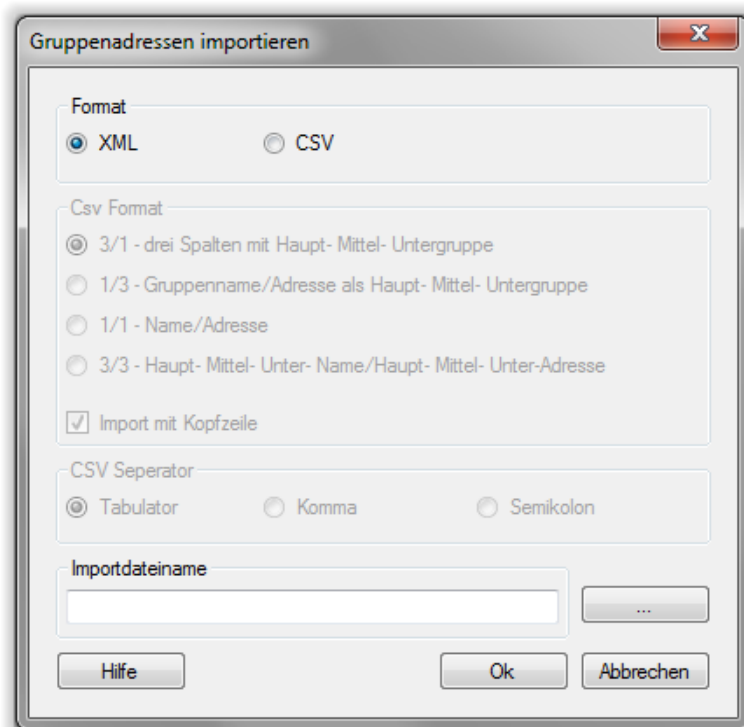 Gruppenadressen importieren
Format
XML CSV
Csv Format
3/1 - drei Spalten mit Haupt- Mittel- Untergruppe
1/3 - Gruppenname/Adresse als Haupt- Mittel- Untergruppe
1/1 - Name/Adresse
3/3 - Haupt- Mittel- Unter- Name/Haupt- Mittel- Unter-Adresse
Import mit Kopfzeile
CSV Seperator
Tabulator Komma Semikolon
Importdateiname
...
Hilfe Ok Abbrechen